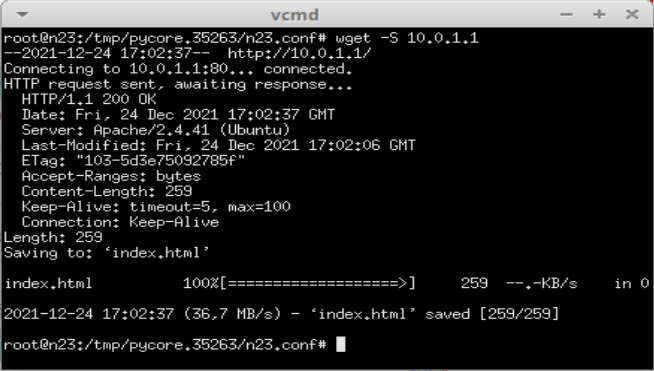 vcmd
root@n23:/tmp/pycore.35263/n23.conf# wget -S 10.0.1.1
--2021-12-24 17:02:37--  http://10.0.1.1/
Connecting to 10.0.1.1:80... connected.
HTTP request sent, awaiting response...
  HTTP/1.1 200 OK
  Date: Fri, 24 Dec 2021 17:02:37 GMT
  Server: Apache/2.4.41 (Ubuntu)
  Last-Modified: Fri, 24 Dec 2021 17:02:06 GMT
  ETag: "103-5d3e75092785f"
  Accept-Ranges: bytes
  Content-Length: 259
  Keep-Alive: timeout=5, max=100
  Connection: Keep-Alive
Length: 259
Saving to: ‘index.html’
index.html          100%[===================>]     259  --.-KB/s    in 0
2021-12-24 17:02:37 (36,7 MB/s) - ‘index.html’ saved [259/259]
root@n23:/tmp/pycore.35263/n23.conf#